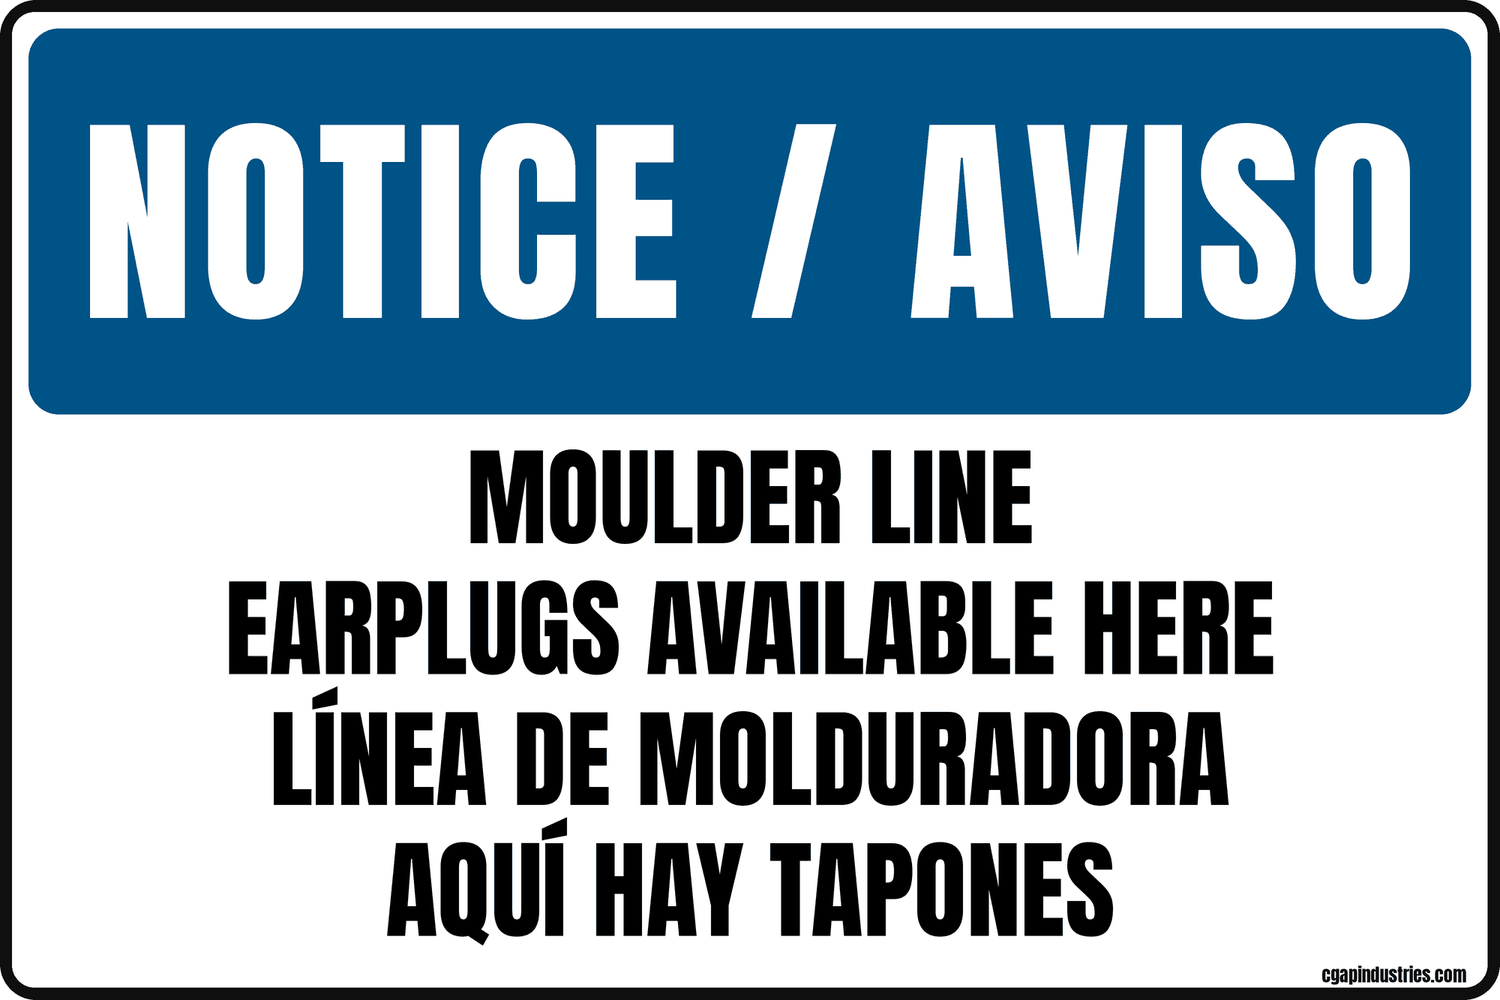 NOTICE / AVISO
MOULDER LINE
EARPLUGS AVAILABLE HERE
LÍNEA DE MOLDURADORA
AQUÍ HAY TAPONES
cgapindustries.com